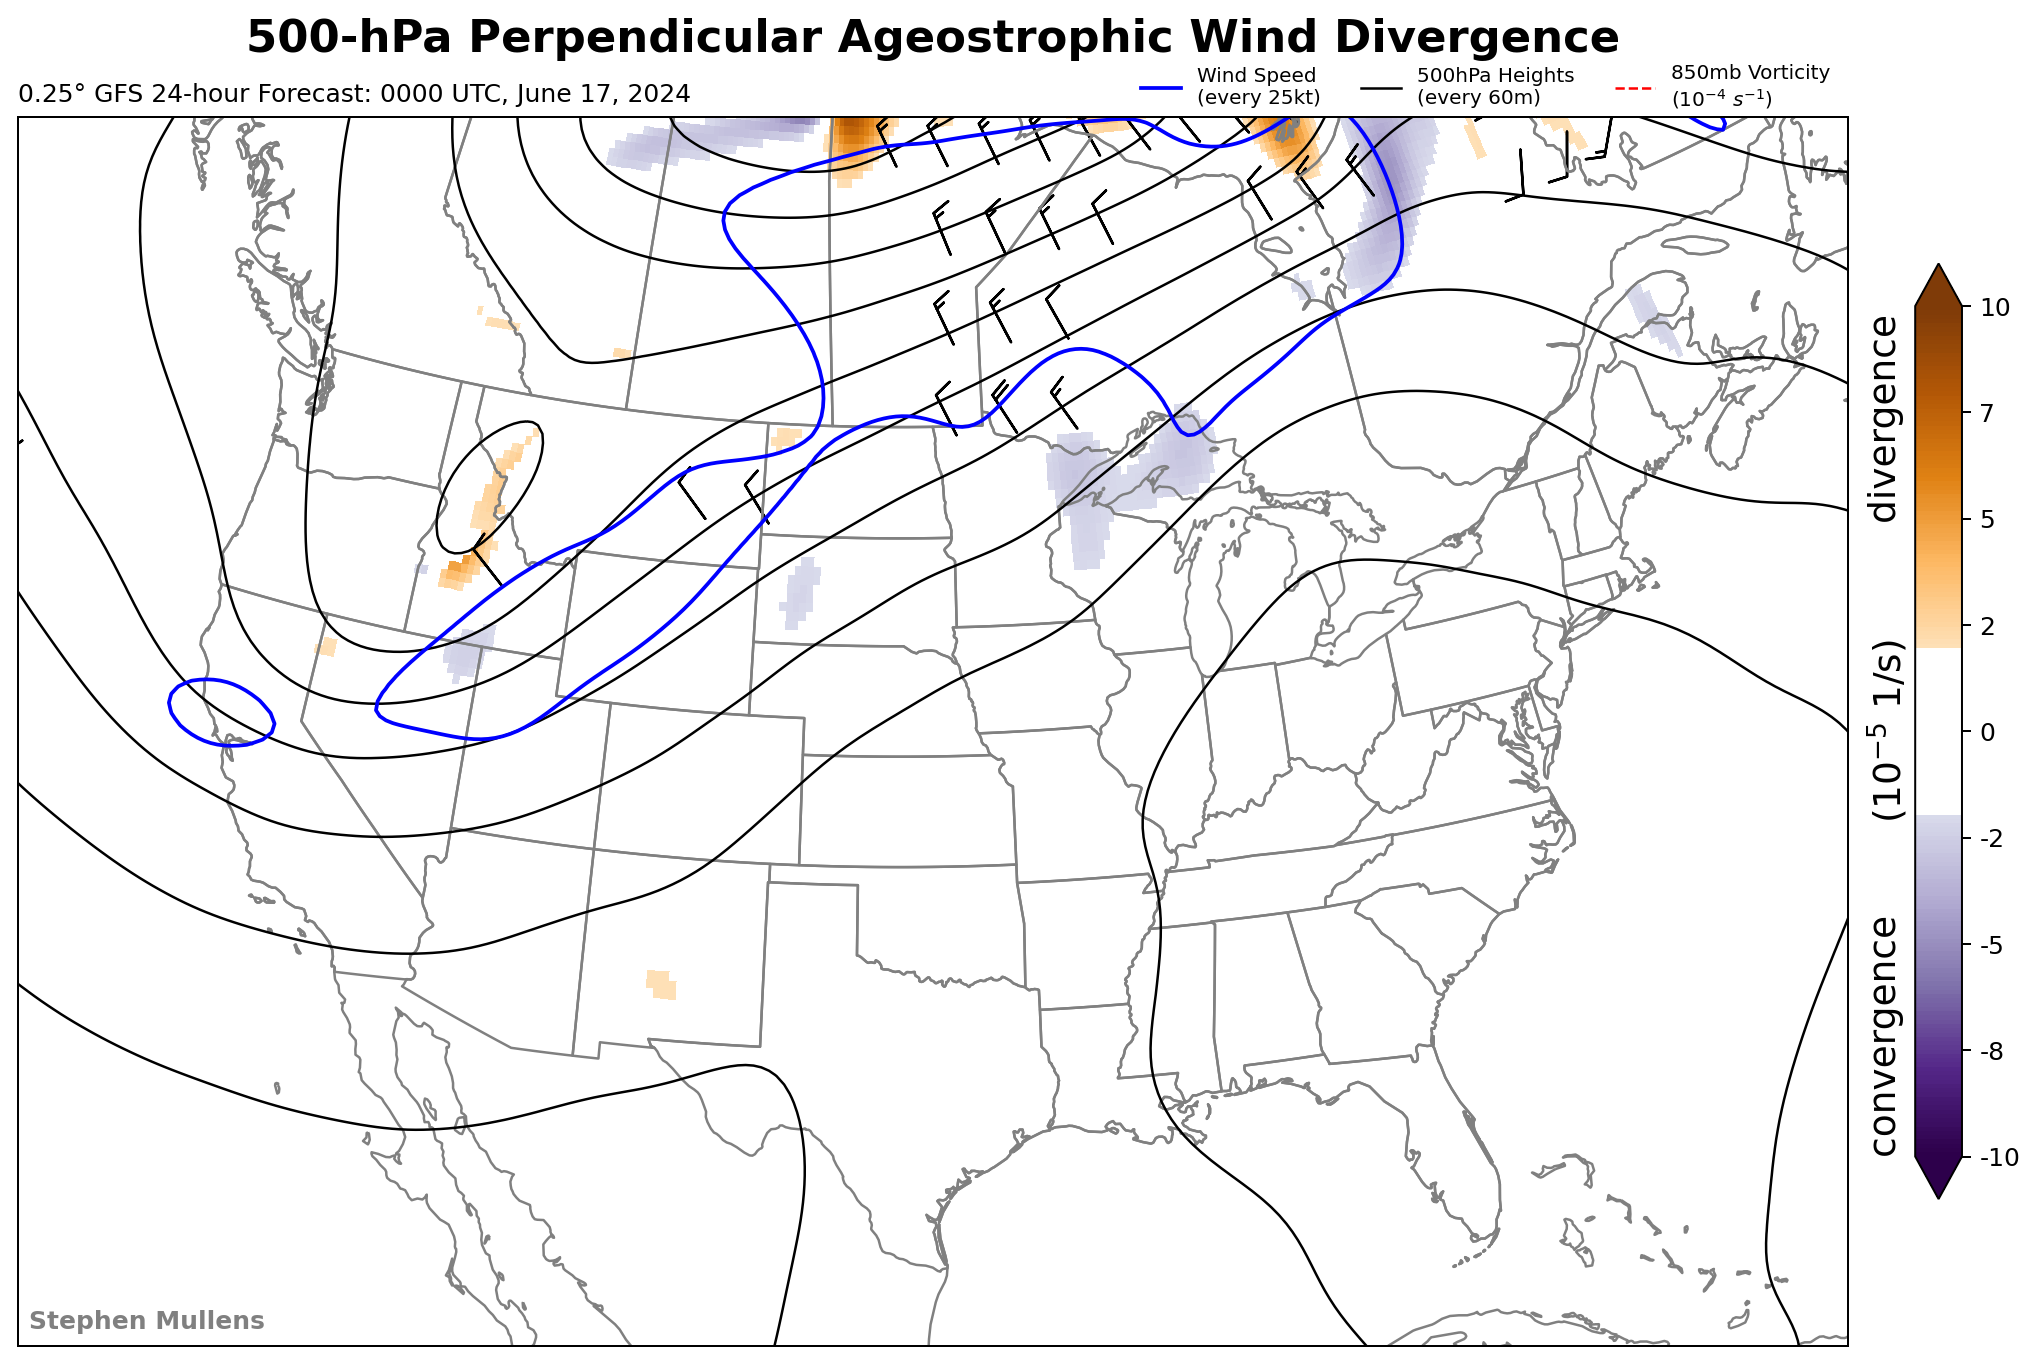 500-hPa Perpendicular Ageostrophic Wind Divergence
0.25° GFS 24-hour Forecast: 0000 UTC, June 17, 2024
Wind Speed
(every 25kt)
500hPa Heights
(every 60m)
850mb Vorticity
(10⁻⁴ s⁻¹)
10
7
5
2
0
-2
-5
-8
-10
convergence (10⁻⁵ 1/s) divergence
Stephen Mullens